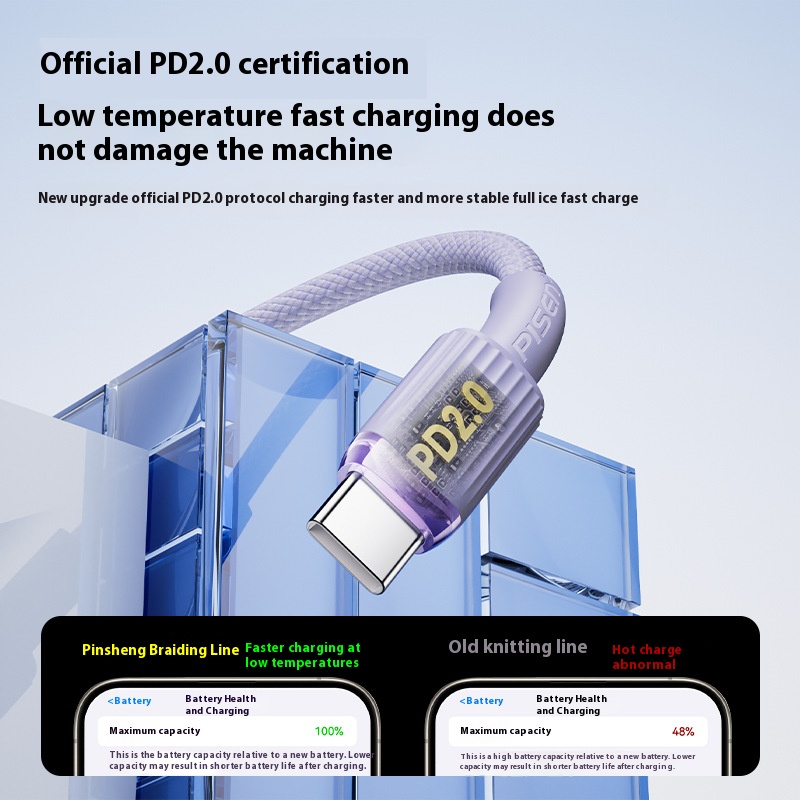 Official PD2.0 certification
Low temperature fast charging does
not damage the machine
New upgrade official PD2.0 protocol charging faster and more stable full ice fast charge
PISEN
PD2.0
Pinsheng Braiding Line
Faster charging at
low temperatures
<Battery
Battery Health
and Charging
Maximum capacity
100%
This is the battery capacity relative to a new battery. Lower
capacity may result in shorter battery life after charging.
Old knitting line
Hot charge
abnormal
<Battery
Battery Health
and Charging
Maximum capacity
48%
This is a high battery capacity relative to a new battery. Lower
capacity may result in shorter battery life after charging.